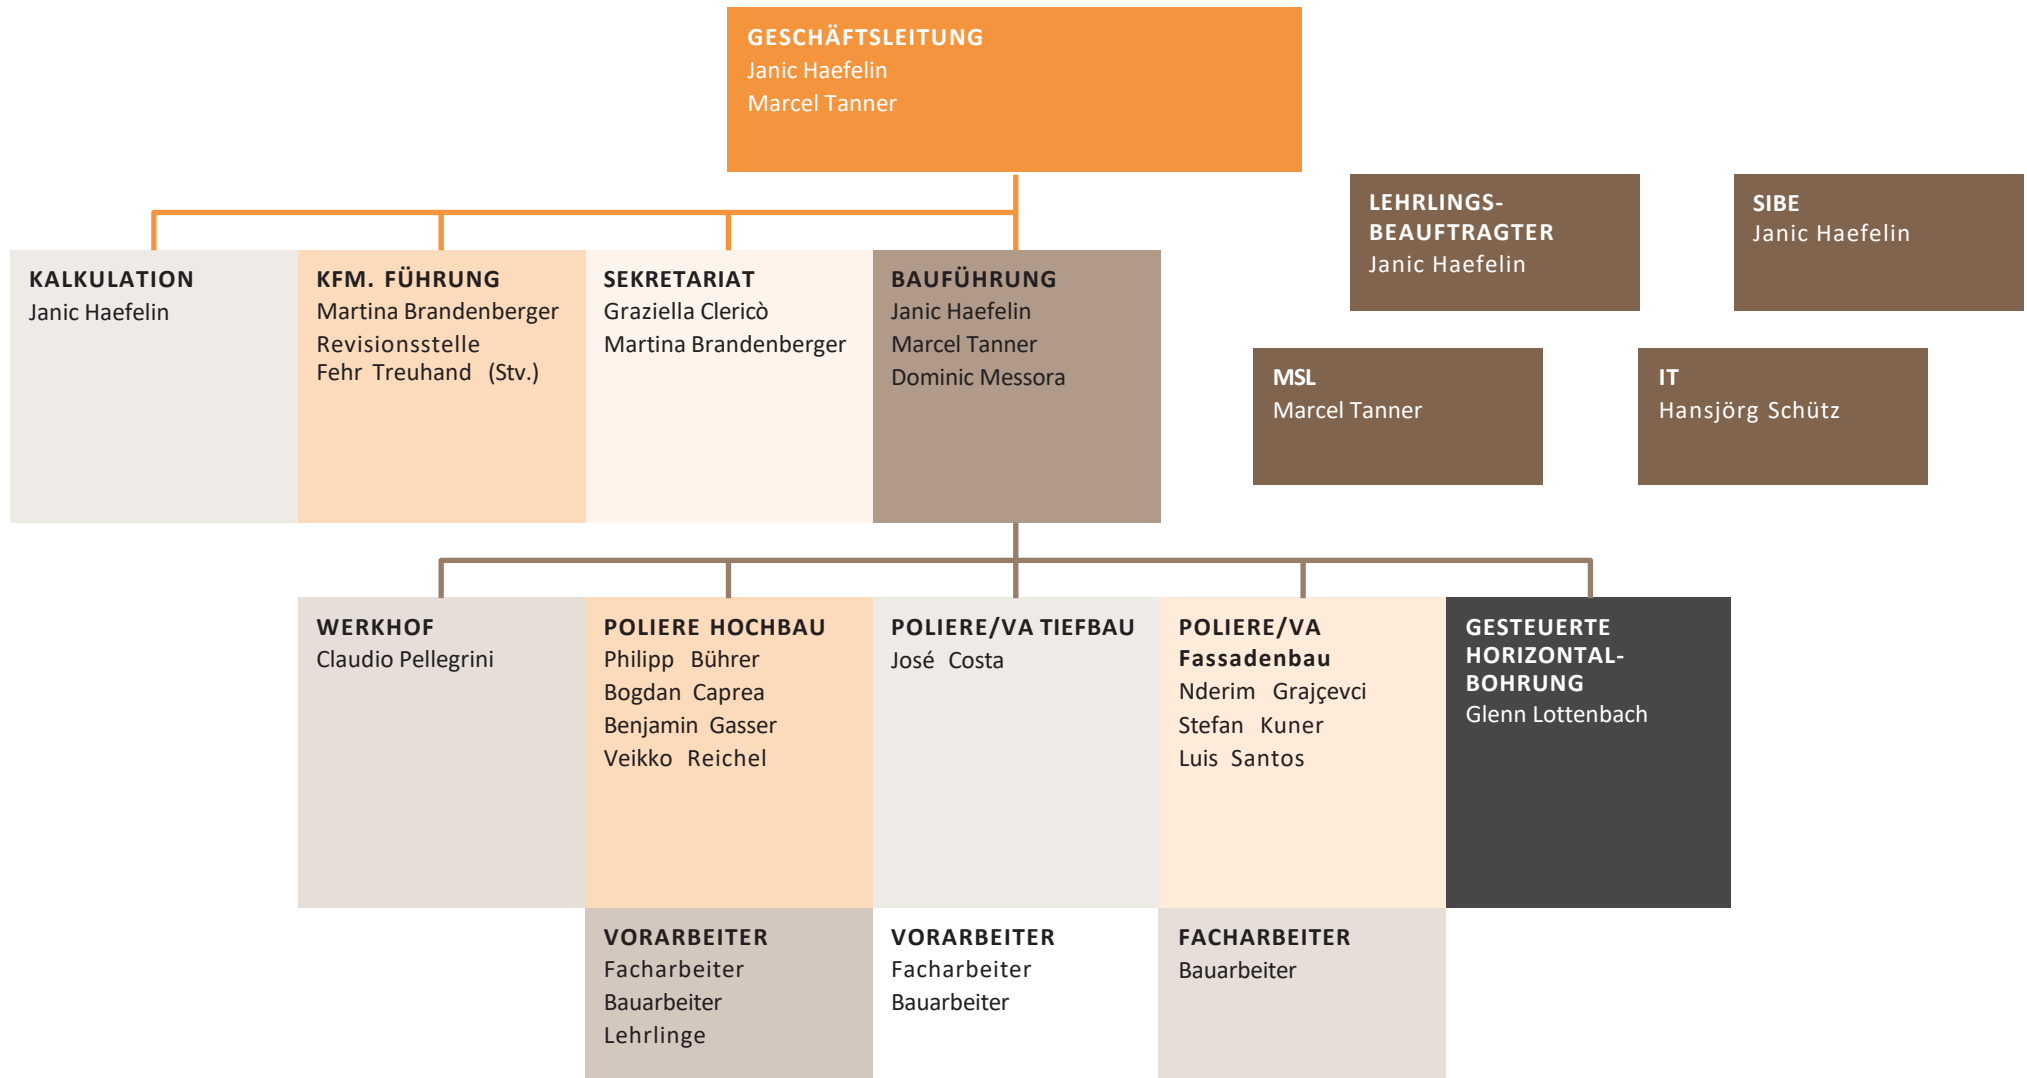 GESCHÄFTSLEITUNG
Janic Haefelin
Marcel Tanner
LEHRLINGS-
BEAUFTRAGTER
Janic Haefelin
SIBE
Janic Haefelin
KALKULATION
Janic Haefelin
KFM. FÜHRUNG
Martina Brandenberger
Revisionsstelle
Fehr Treuhand (Stv.)
SEKRETARIAT
Graziella Clericò
Martina Brandenberger
BAUFÜHRUNG
Janic Haefelin
Marcel Tanner
Dominic Messora
MSL
Marcel Tanner
IT
Hansjörg Schütz
WERKHOF
Claudio Pellegrini
POLIERE HOCHBAU
Philipp Bührer
Bogdan Caprea
Benjamin Gasser
Veikko Reichel
POLIERE/VA TIEFBAU
José Costa
POLIERE/VA
Fassadenbau
Nderim Grajçevci
Stefan Kuner
Luis Santos
GESTEUERTE
HORIZONTAL-
BOHRUNG
Glenn Lottenbach
VORARBEITER
Facharbeiter
Bauarbeiter
Lehrlinge
VORARBEITER
Facharbeiter
Bauarbeiter
FACHARBEITER
Bauarbeiter